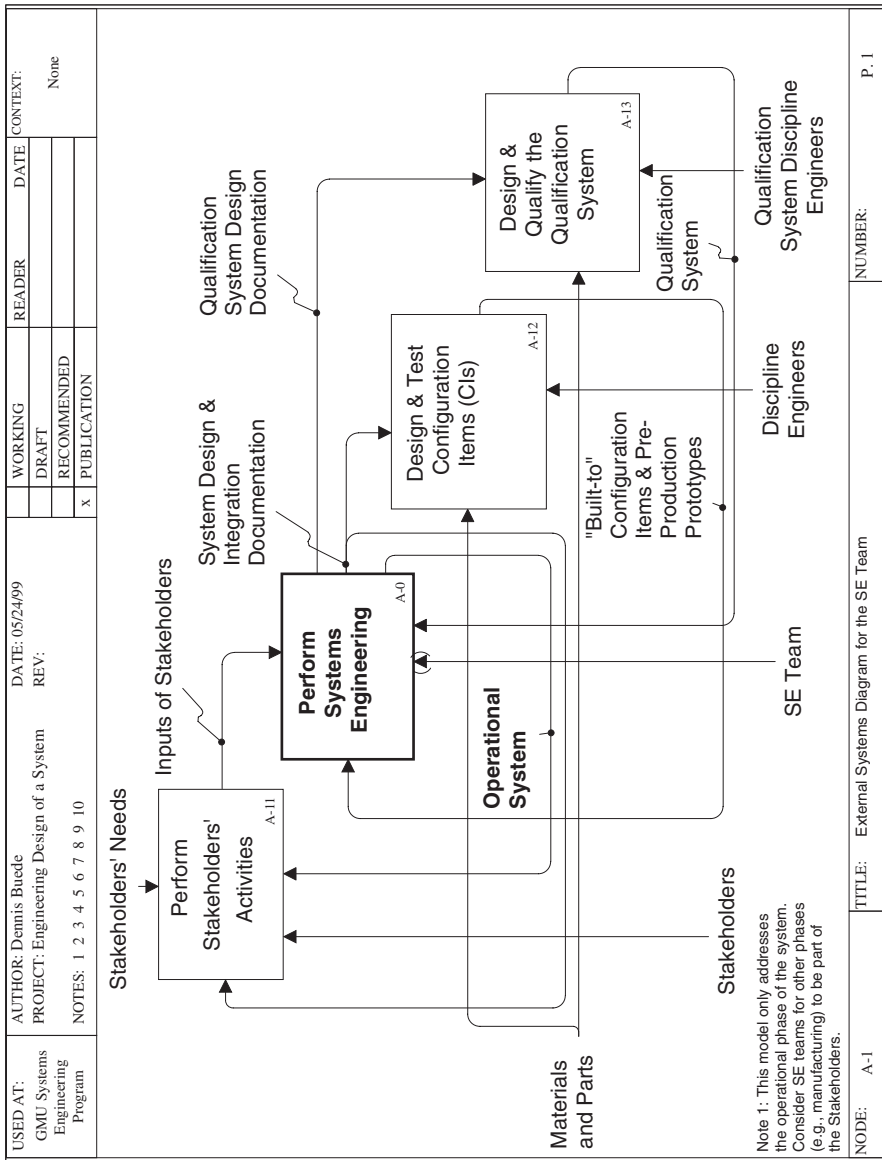 USED AT:
GMU Systems
Engineering
Program
AUTHOR: Dennis Buede
PROJECT: Engineering Design of a System
NOTES: 1 2 3 4 5 6 7 8 9 10
DATE: 05/24/99
REV:
WORKING
DRAFT
RECOMMENDED
x PUBLICATION
READER DATE
CONTEXT:
None
Stakeholders' Needs
Inputs of Stakeholders
Perform
Stakeholders'
Activities
A-11
System Design &
Integration
Documentation
Qualification
System Design
Documentation
Perform
Systems
Engineering
A-0
Design & Test
Configuration
Items (CIs)
A-12
Design &
Qualify the
Qualification
System
A-13
Operational
System
Qualification
System
"Built-to"
Configuration
Items & Pre-
Production
Prototypes
Materials
and Parts
Stakeholders
SE Team
Discipline
Engineers
Qualification
System Discipline
Engineers
Note 1: This model only addresses
the operational phase of the system.
Consider SE teams for other phases
(e.g., manufacturing) to be part of
the Stakeholders.
NODE: A-1
TITLE: External Systems Diagram for the SE Team
NUMBER: P. 1